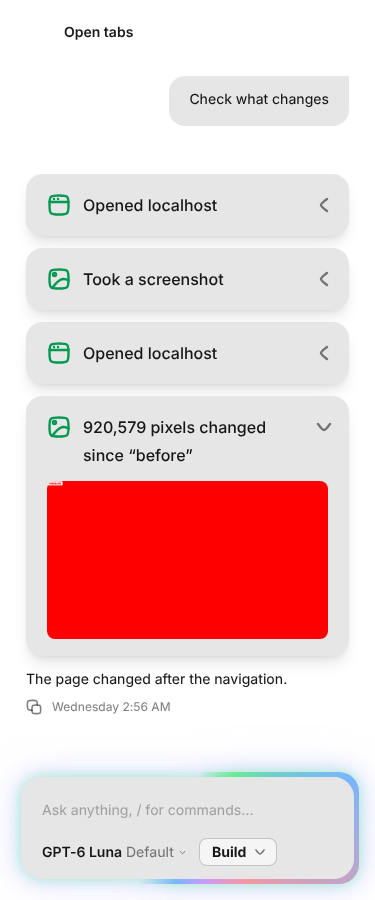 Open tabs
Check what changes
Opened localhost
Took a screenshot
Opened localhost
920,579 pixels changed
since “before”
The page changed after the navigation.
Wednesday 2:56 AM
Ask anything, / for commands...
GPT-6 Luna Default
Build